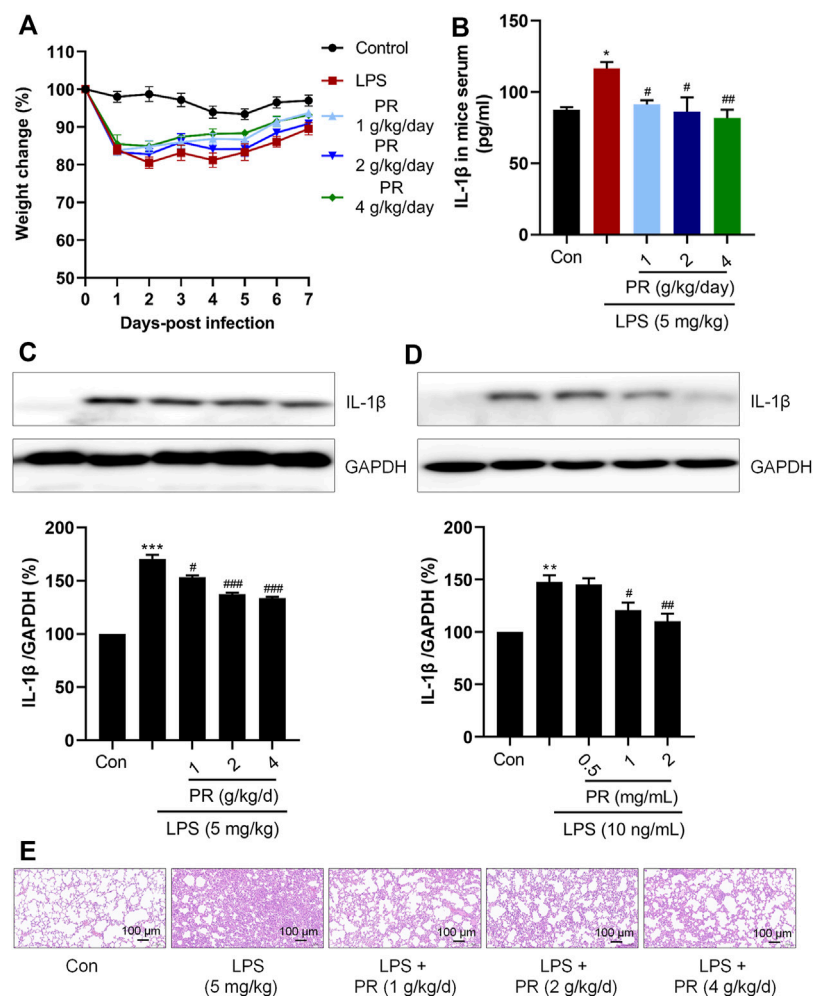 A
Weight change (%)
110
100
90
80
70
60
50
0 1 2 3 4 5 6 7
Days-post infection
Control
LPS
PR
1 g/kg/day
PR
2 g/kg/day
PR
4 g/kg/day
B
IL-1β in mice serum
(pg/ml)
150
100
50
0
* # # ##
Con 1 2 4
PR (g/kg/day)
LPS (5 mg/kg)
C
IL-1β
GAPDH
IL-1β /GAPDH (%)
200
150
100
50
0
*** # ### ###
Con 1 2 4
PR (g/kg/d)
LPS (5 mg/kg)
D
IL-1β
GAPDH
IL-1β /GAPDH (%)
200
150
100
50
0
** # ##
Con 0.5 1 2
PR (mg/mL)
LPS (10 ng/mL)
E
100 μm 100 μm 100 μm 100 μm 100 μm
Con
LPS
(5 mg/kg)
LPS +
PR (1 g/kg/d)
LPS +
PR (2 g/kg/d)
LPS +
PR (4 g/kg/d)